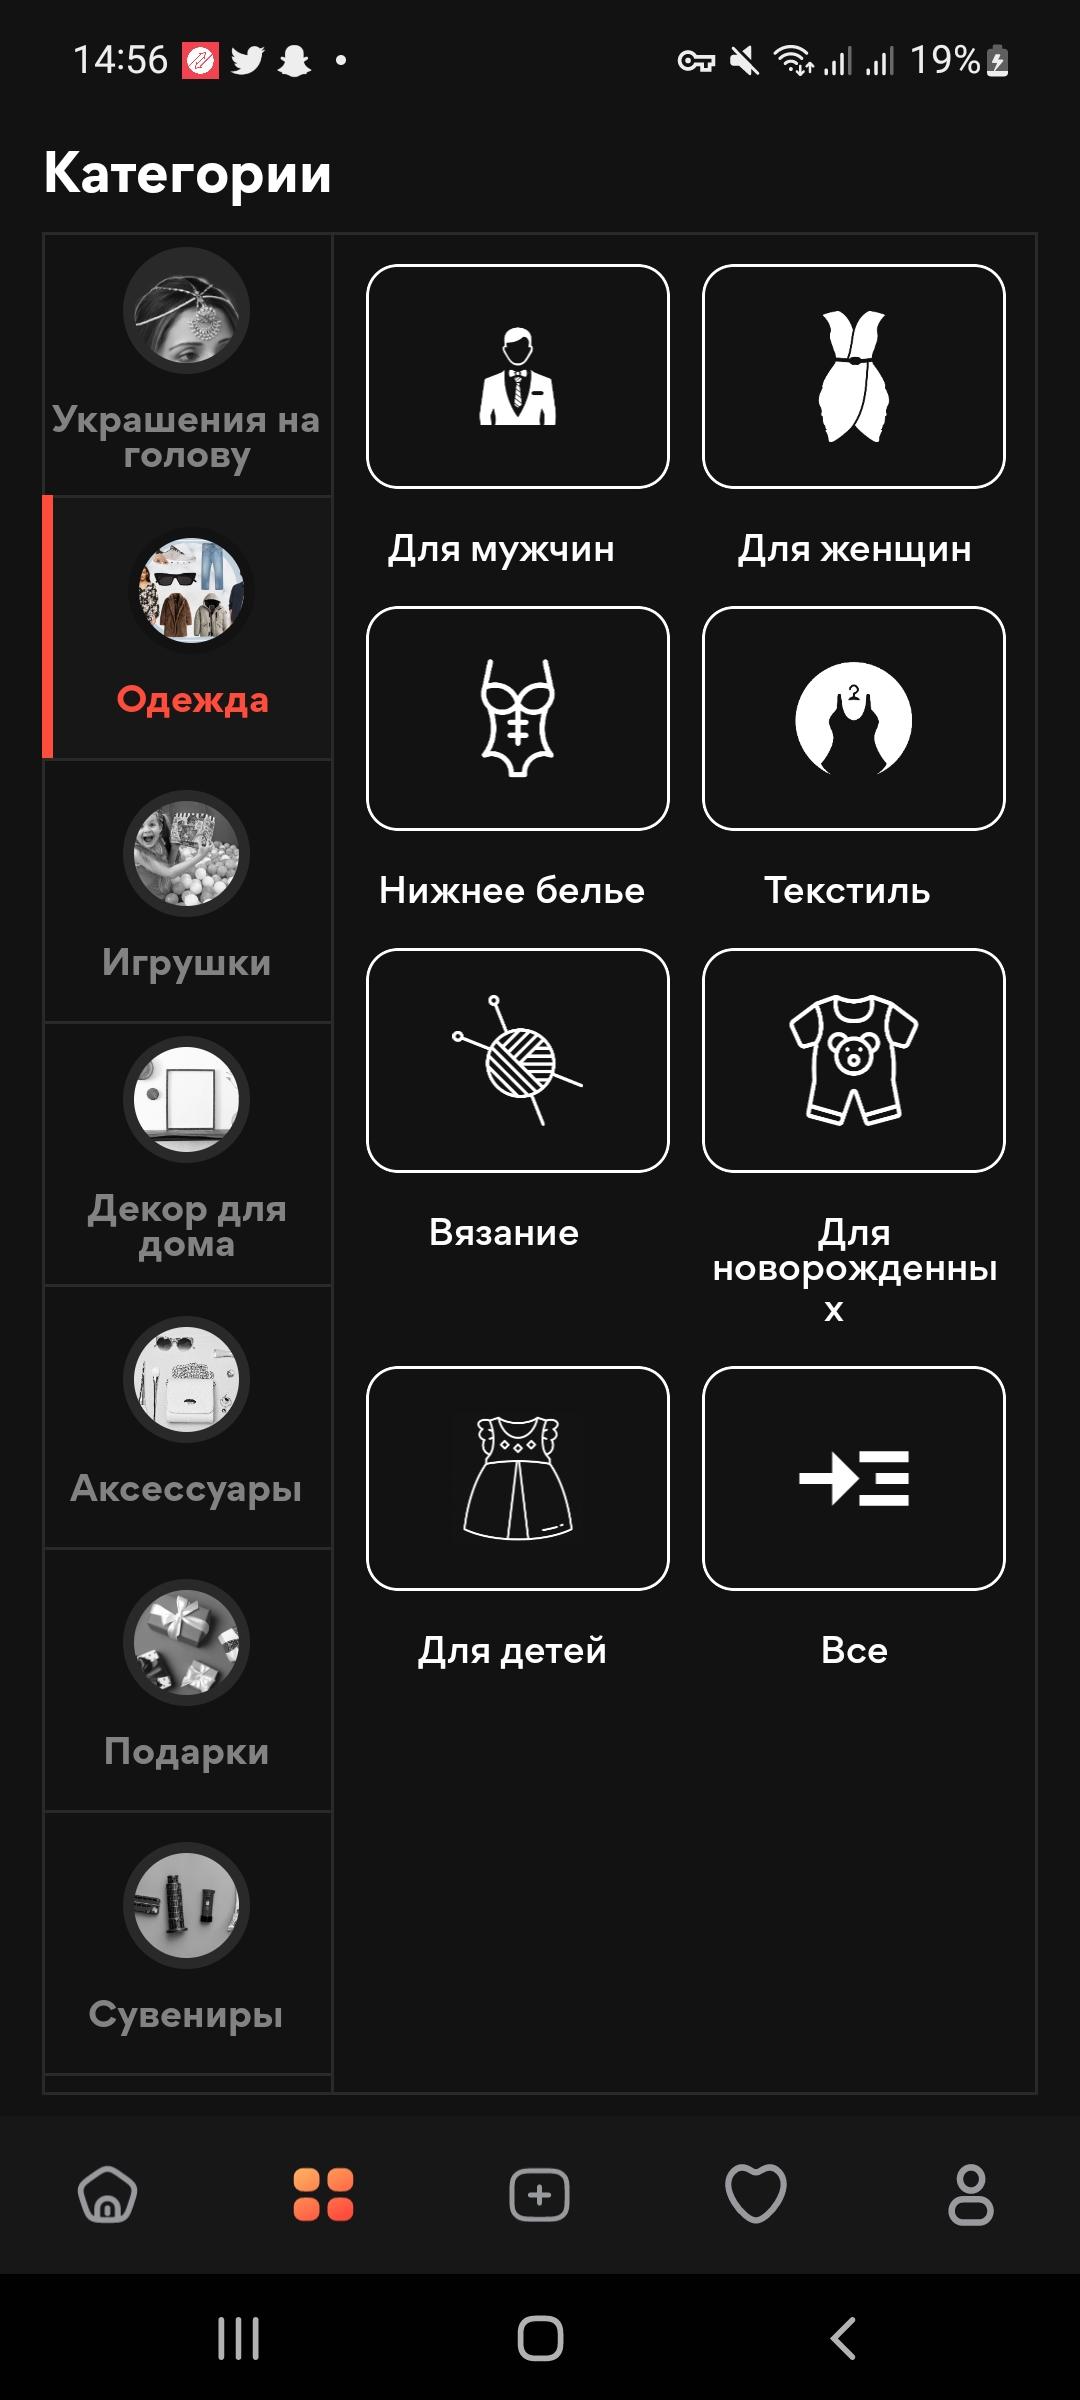 14:56
19%
Категории
Украшения на
голову
Одежда
Игрушки
Декор для
дома
Аксессуары
Подарки
Сувениры
Для мужчин
Для женщин
Нижнее белье
Текстиль
Вязание
Для
новорожденны
х
Для детей
Все